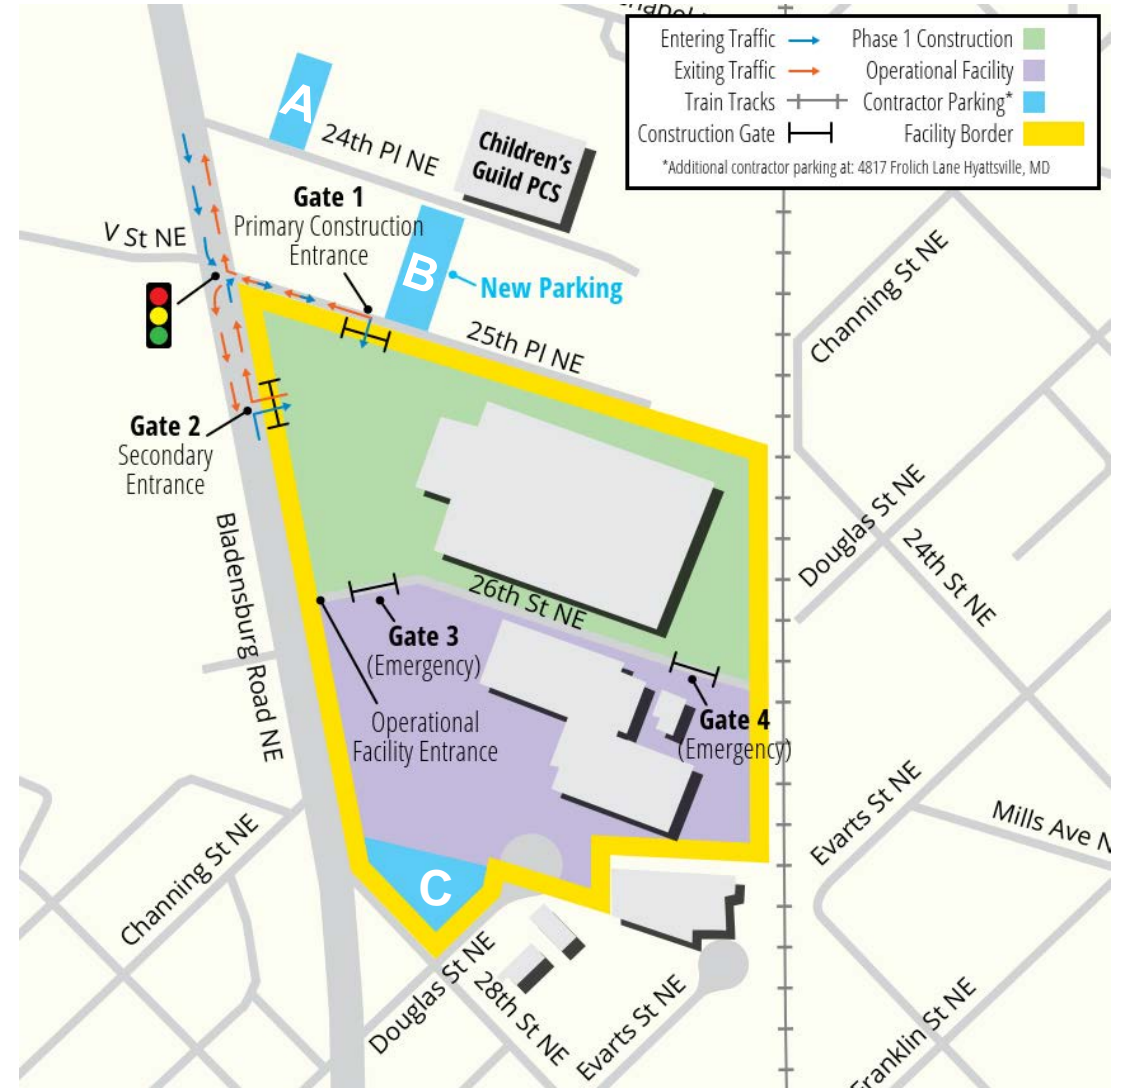 Entering Traffic
Phase 1 Construction
Exiting Traffic
Operational Facility
Train Tracks
Contractor Parking*
Construction Gate
Facility Border
*Additional contractor parking at: 4817 Frolich Lane Hyattsville, MD
A
24th Pl NE
Children's
Guild PCS
Gate 1
Primary Construction
Entrance
V St NE
B
New Parking
25th Pl NE
Channing St NE
Gate 2
Secondary
Entrance
Bladensburg Road NE
Douglas St NE
24th St NE
26th St NE
Gate 3
(Emergency)
Operational
Facility Entrance
Gate 4
(Emergency)
Evarts St NE
Mills Ave N
Channing St NE
C
Douglas St NE
28th St NE
Evarts St NE
Franklin St NE